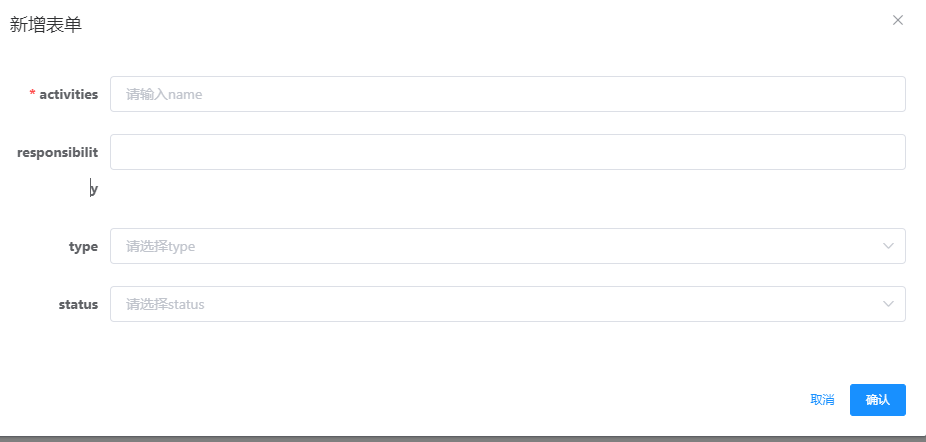 新增表单
* activities
请输入name
responsibilit
y
type
请选择type
status
请选择status
取消
确认